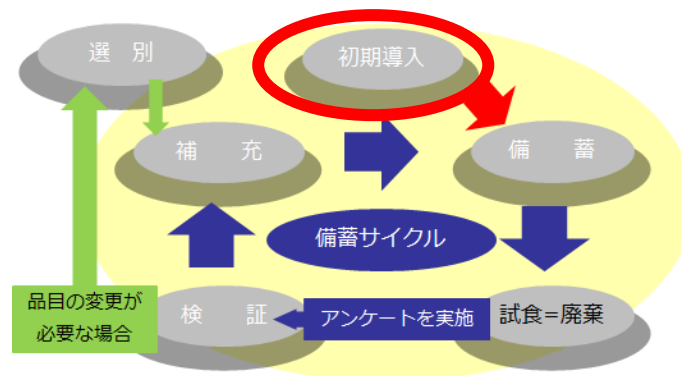 選　別
初期導入
補　充
備　蓄
備蓄サイクル
品目の変更が
必要な場合
検　証
アンケートを実施
試食=廃棄